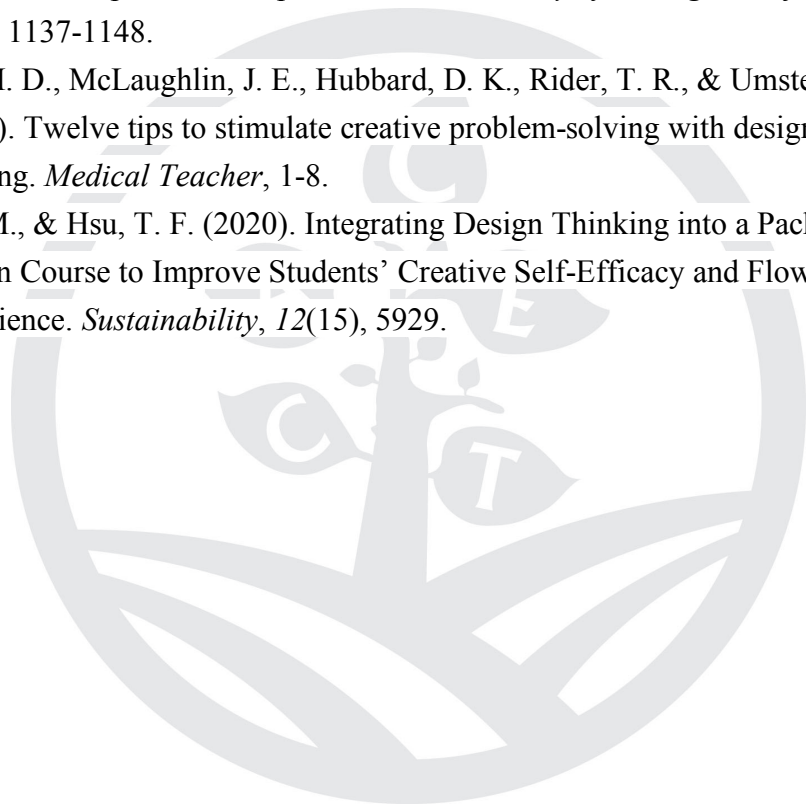 1137-1148.
D., McLaughlin, J. E., Hubbard, D. K., Rider, T. R., & Umste
). Twelve tips to stimulate creative problem-solving with design
ng. Medical Teacher, 1-8.
M., & Hsu, T. F. (2020). Integrating Design Thinking into a Pack
n Course to Improve Students’ Creative Self-Efficacy and Flow
ience. Sustainability, 12(15), 5929.
C
C E
C T